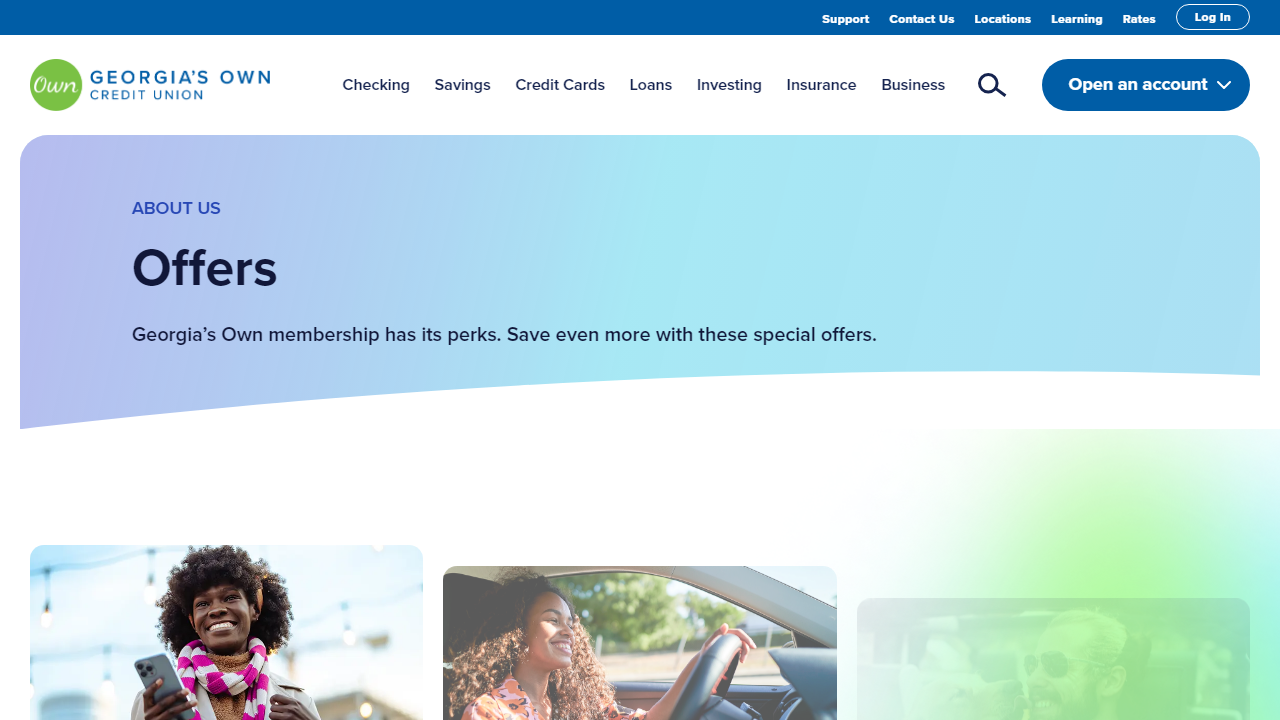 Support Contact Us Locations Learning Rates Log In
Own GEORGIA'S OWN
CREDIT UNION
Checking Savings Credit Cards Loans Investing Insurance Business Open an account
ABOUT US
Offers
Georgia’s Own membership has its perks. Save even more with these special offers.